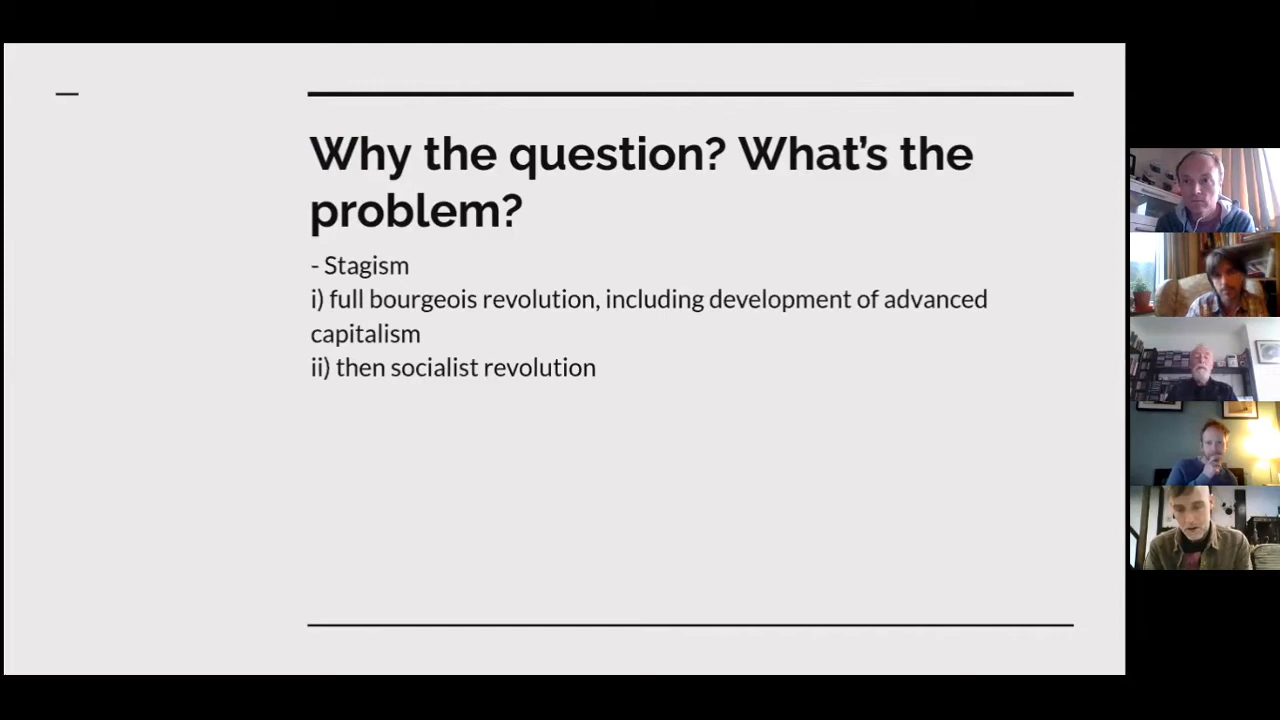 Why the question? What's the
problem?
- Stagism
i) full bourgeois revolution, including development of advanced
capitalism
ii) then socialist revolution